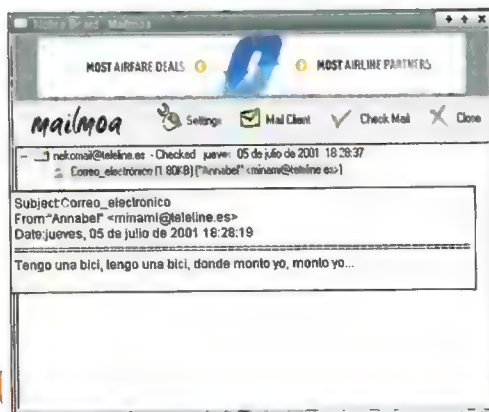 MOST AIRFARE DEALS
MOST AIRLINE PARTNERS
mailmoa
Settings
Mail Client
Check Mail
Close
nekomail@teleline.es - Checked jueves 05 de julio de 2001 18:28:37
Correo_electrónico [1.80KB] ["Annabel" <minami@teleline.es>]
Subject:Correo_electronico
From:"Annabel" <minami@teleline.es>
Date:jueves, 05 de julio de 2001 18:28:19
Tengo una bici, tengo una bici, donde monto yo, monto yo...